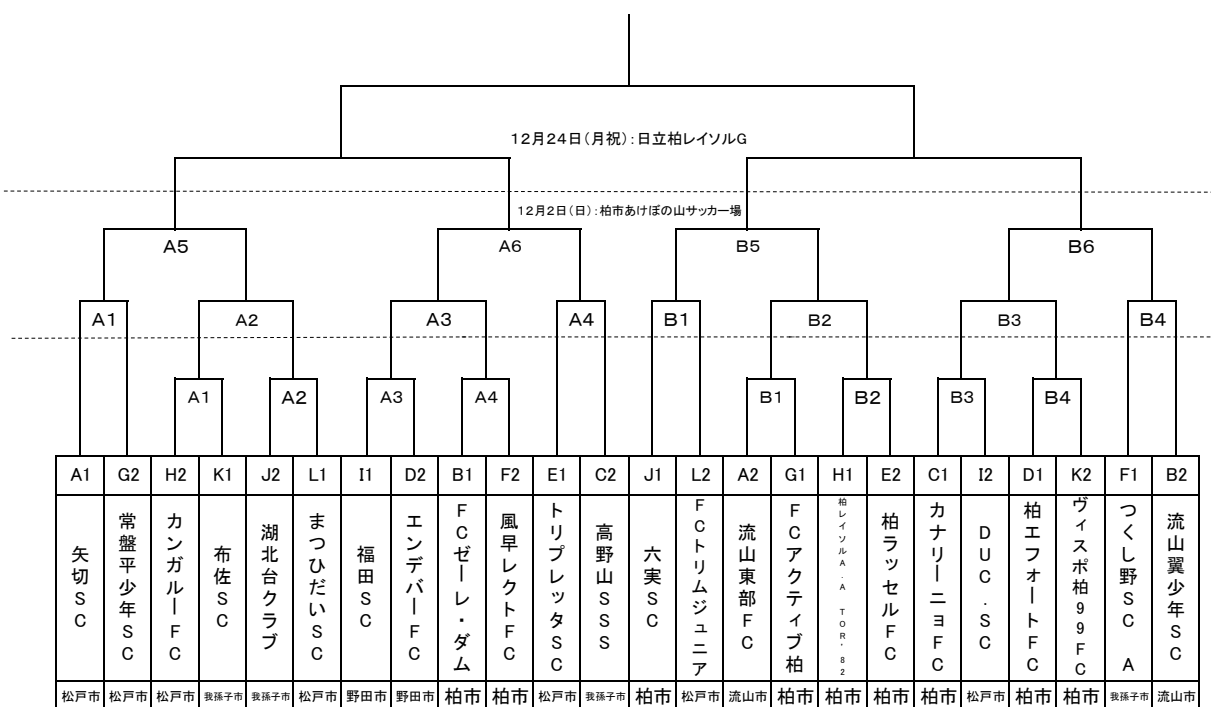 12月24日(月祝):日立柏レイソルG
12月2日(日):柏市あけぼの山サッカー場
A5 A6 B5 B6
A1 A2 A3 A4 B1 B2 B3 B4
A1 A2 A3 A4 B1 B2 B3 B4
A1 G2 H2 K1 J2 L1 I1 D2 B1 F2 E1 C2 J1 L2 A2 G1 H1 E2 C1 I2 D1 K2 F1 B2
矢切SC
常盤平少年SC
カンガルーFC
布佐SC
湖北台クラブ
まつひだいSC
福田SC
エンデバーFC
FCゼーレ・ダム
風早レクトFC
トリプレッタSC
高野山SSS
六実SC
FCトリムジュニア
流山東部FC
FCアクティブ柏
柏レイソルA.A TOR'82
柏ラッセルFC
カナリーニョFC
DUC.SC
柏エフォートFC
ヴィスポ柏99FC
つくし野SC A
流山翼少年SC
松戸市 松戸市 松戸市 我孫子市 我孫子市 松戸市 野田市 野田市 柏市 柏市 松戸市 我孫子市 柏市 松戸市 流山市 柏市 柏市 柏市 柏市 松戸市 柏市 柏市 我孫子市 流山市